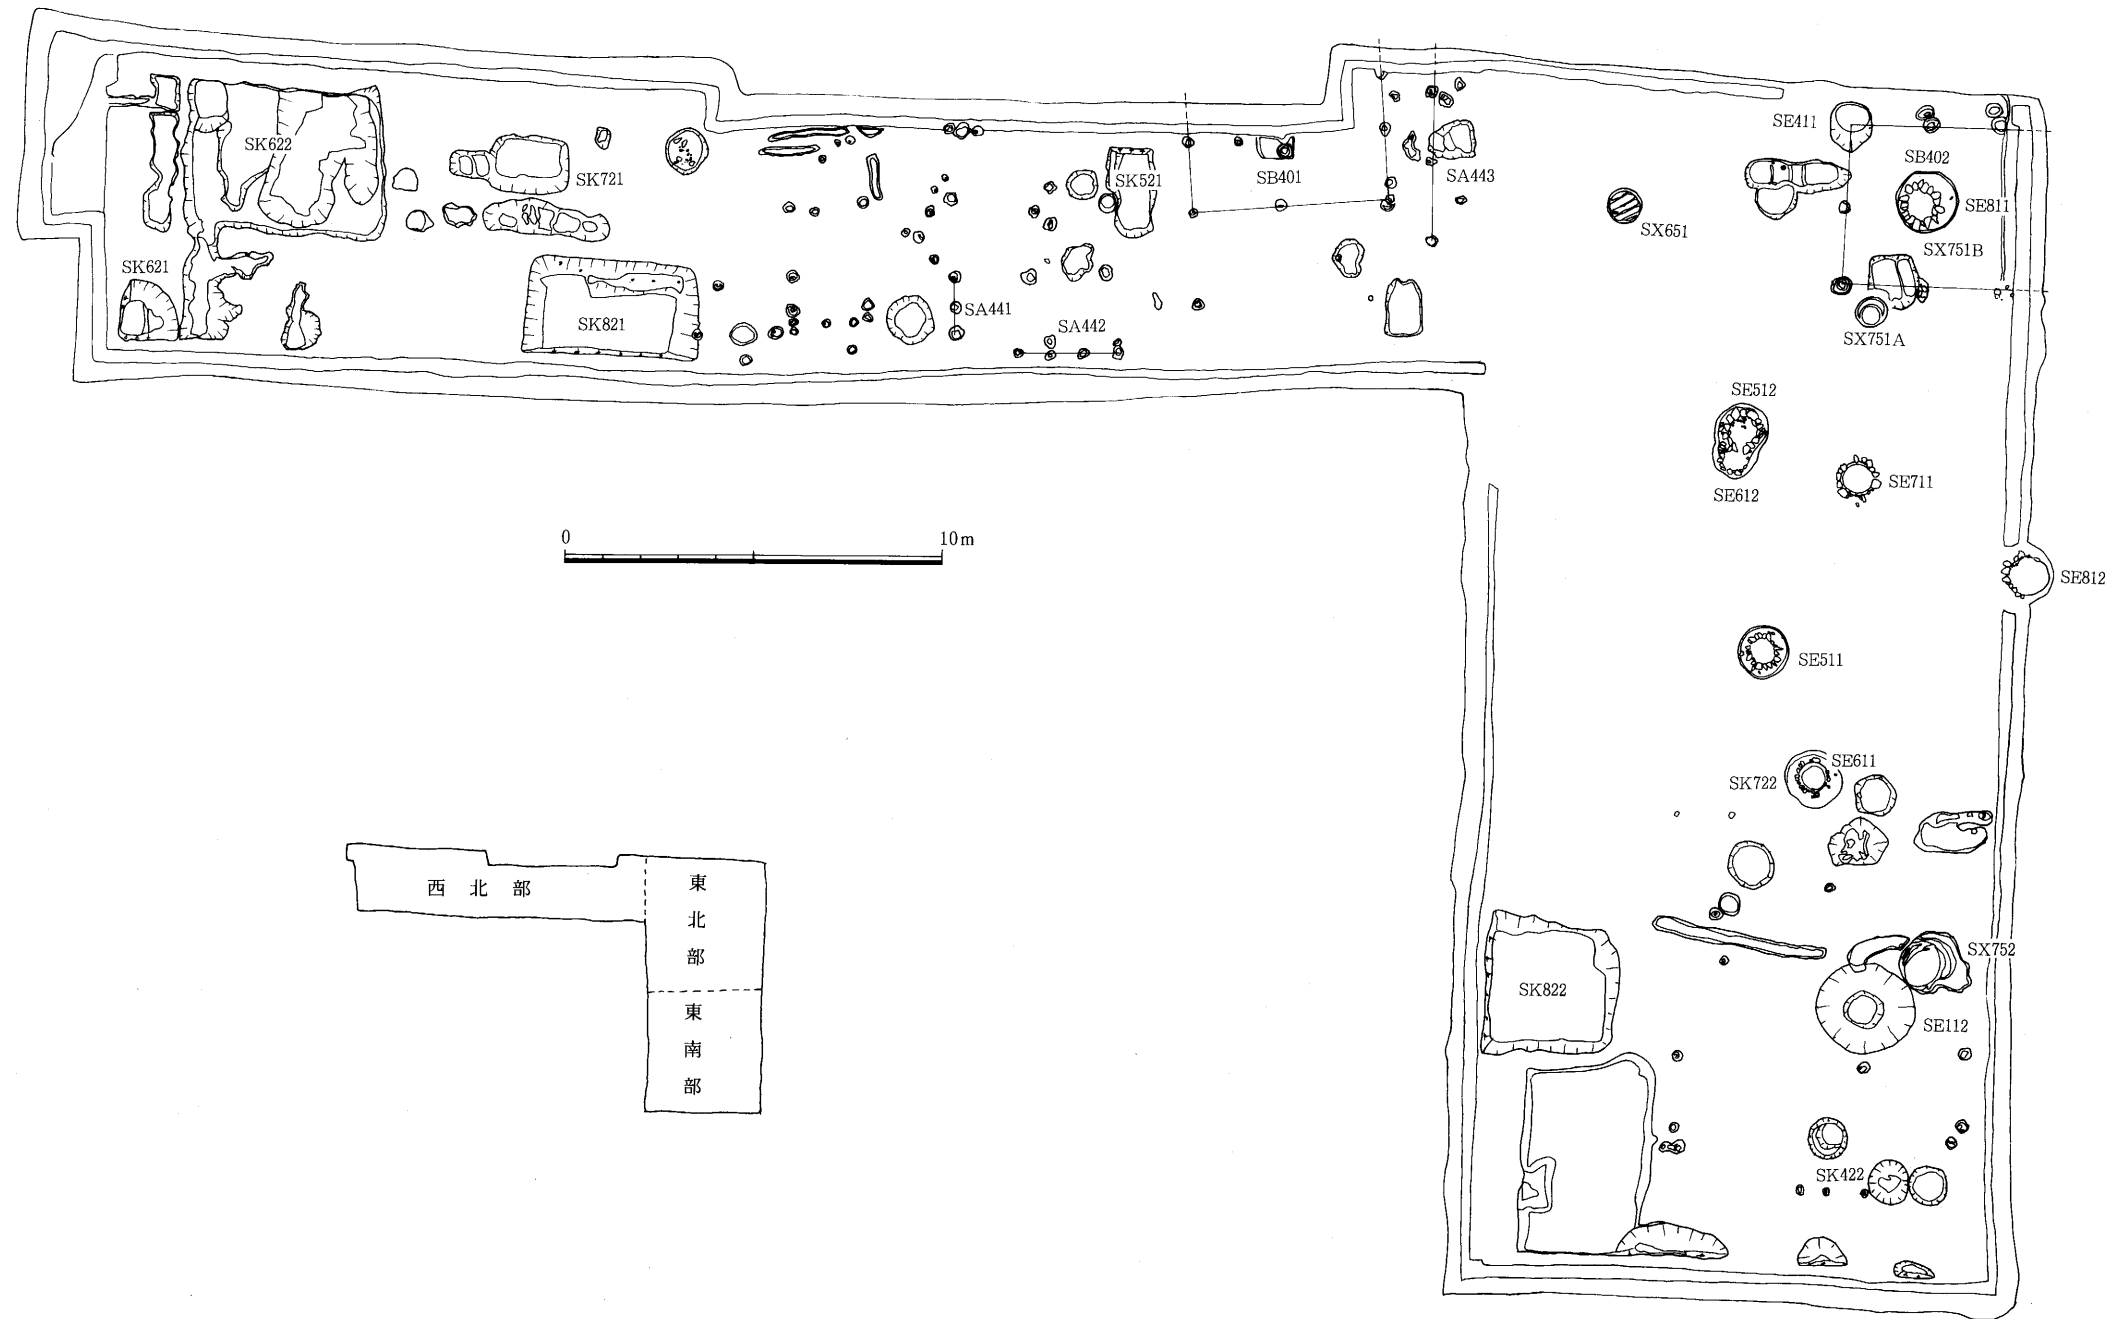 SK622
SK721
SK621
SK821
SA441
SA442
SK521
SB401
SA443
SX651
SE411
SB402
SE811
SX751B
SX751A
SE512
SE612
SE711
SE812
SE511
SE611
SK722
SX752
SK822
SE112
SK422
0 10m
西北部
東北部
東南部